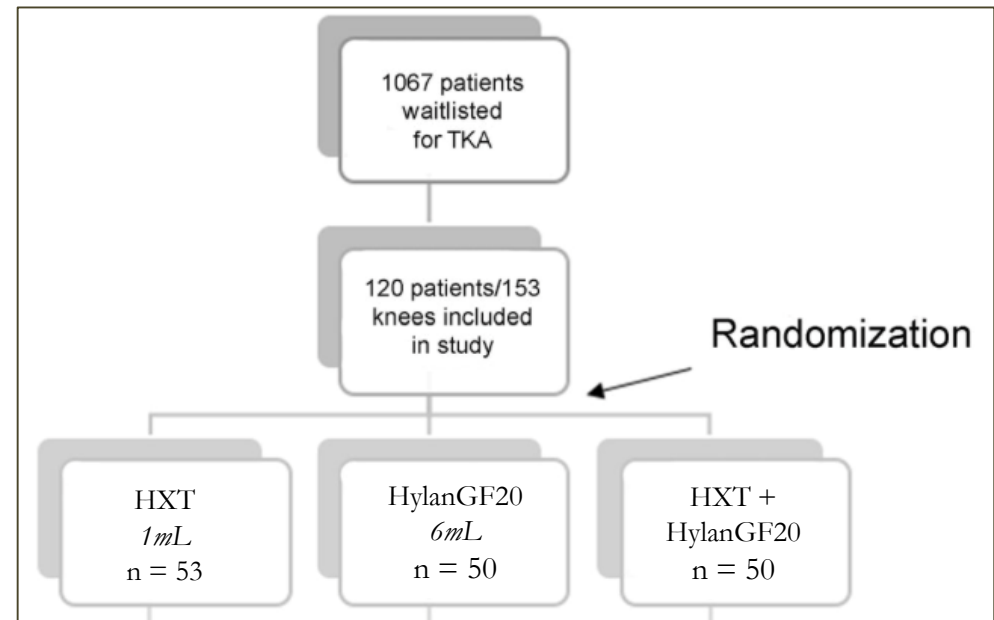 1067 patients
waitlisted
for TKA
120 patients/153
knees included
in study
Randomization
HXT
1mL
n = 53
HylanGF20
6mL
n = 50
HXT +
HylanGF20
n = 50